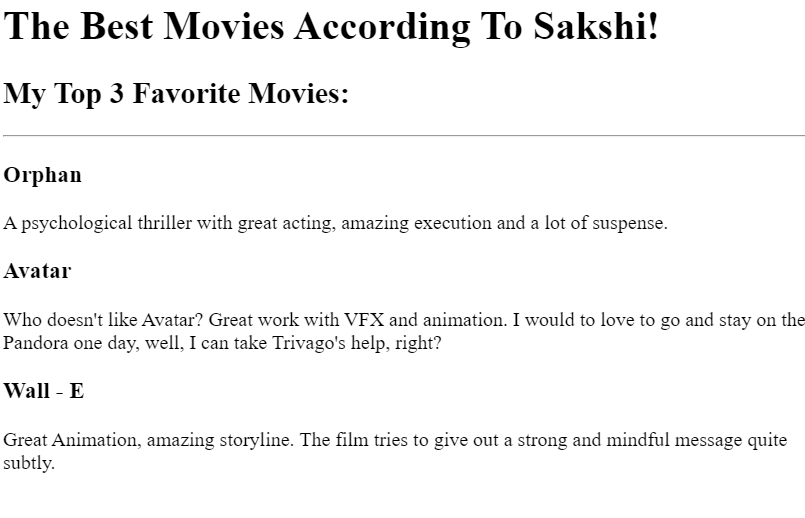 The Best Movies According To Sakshi!
My Top 3 Favorite Movies:
Orphan
A psychological thriller with great acting, amazing execution and a lot of suspense.
Avatar
Who doesn't like Avatar? Great work with VFX and animation. I would to love to go and stay on the
Pandora one day, well, I can take Trivago's help, right?
Wall - E
Great Animation, amazing storyline. The film tries to give out a strong and mindful message quite
subtly.